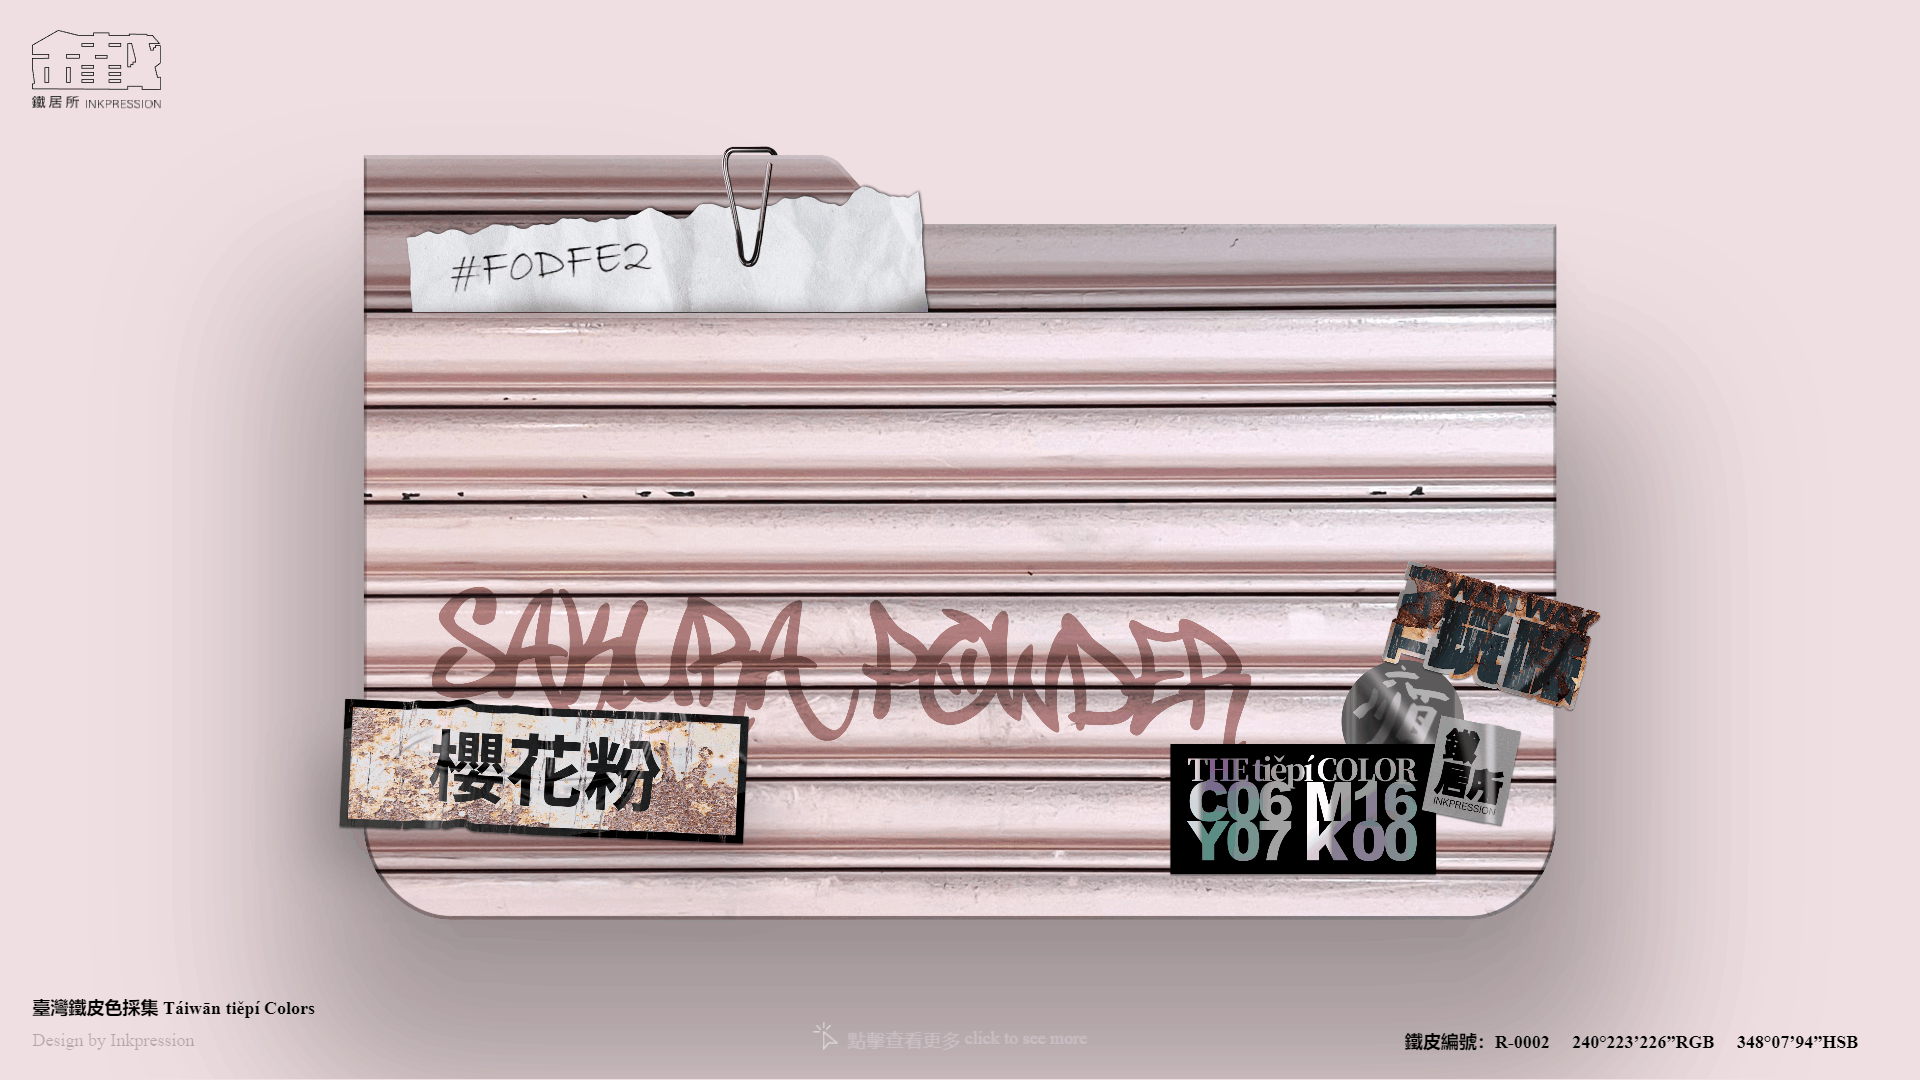 鐵居所 INKPRESSION
#F0DFE2
SAKURA POWDER
櫻花粉
THE tiěpí COLOR
C06 M16
Y07 K00
鐵居所
INKPRESSION
臺灣鐵皮色採集 Táiwān tiěpí Colors
Design by Inkpression
點擊查看更多 click to see more
鐵皮編號：R-0002 240°223’226”RGB 348°07’94”HSB